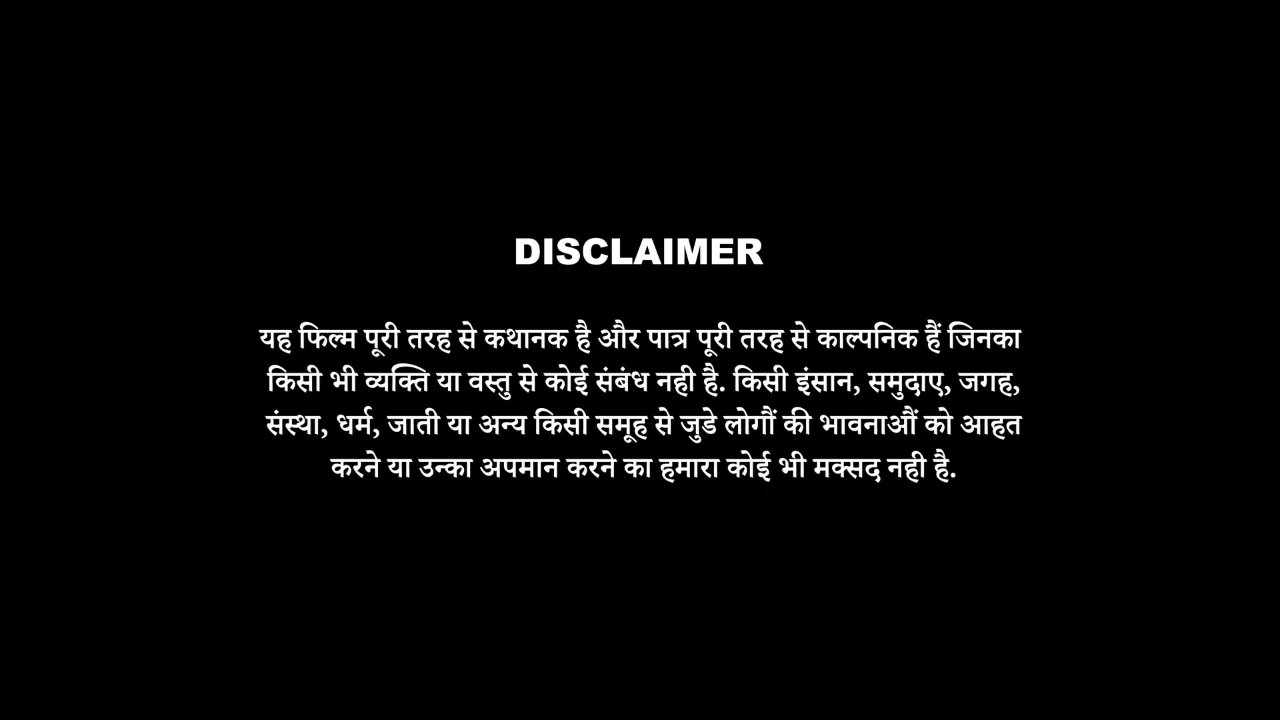 DISCLAIMER
यह फिल्म पूरी तरह से कथानक है और पात्र पूरी तरह से काल्पनिक हैं जिनका
किसी भी व्यक्ति या वस्तु से कोई संबंध नही है. किसी इंसान, समुदाए, जगह,
संस्था, धर्म, जाती या अन्य किसी समूह से जुडे लोगौं की भावनाऔं को आहत
करने या उन्का अपमान करने का हमारा कोई भी मक्सद नही है.